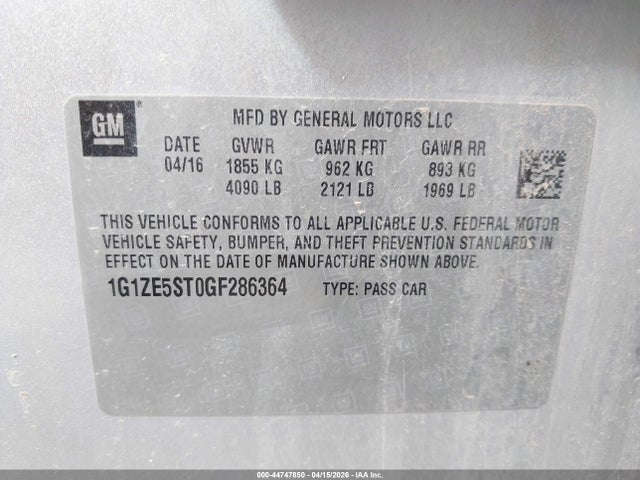 GM
MFD BY GENERAL MOTORS LLC
DATE GVWR GAWR FRT GAWR RR
04/16 1855 KG 962 KG 893 KG
4090 LB 2121 LB 1969 LB
THIS VEHICLE CONFORMS TO ALL APPLICABLE U.S. FEDERAL MOTOR
VEHICLE SAFETY, BUMPER, AND THEFT PREVENTION STANDARDS IN
EFFECT ON THE DATE OF MANUFACTURE SHOWN ABOVE.
1G1ZE5ST0GF286364 TYPE: PASS CAR
000-44747850 - 04/15/2026 - IAA Inc.